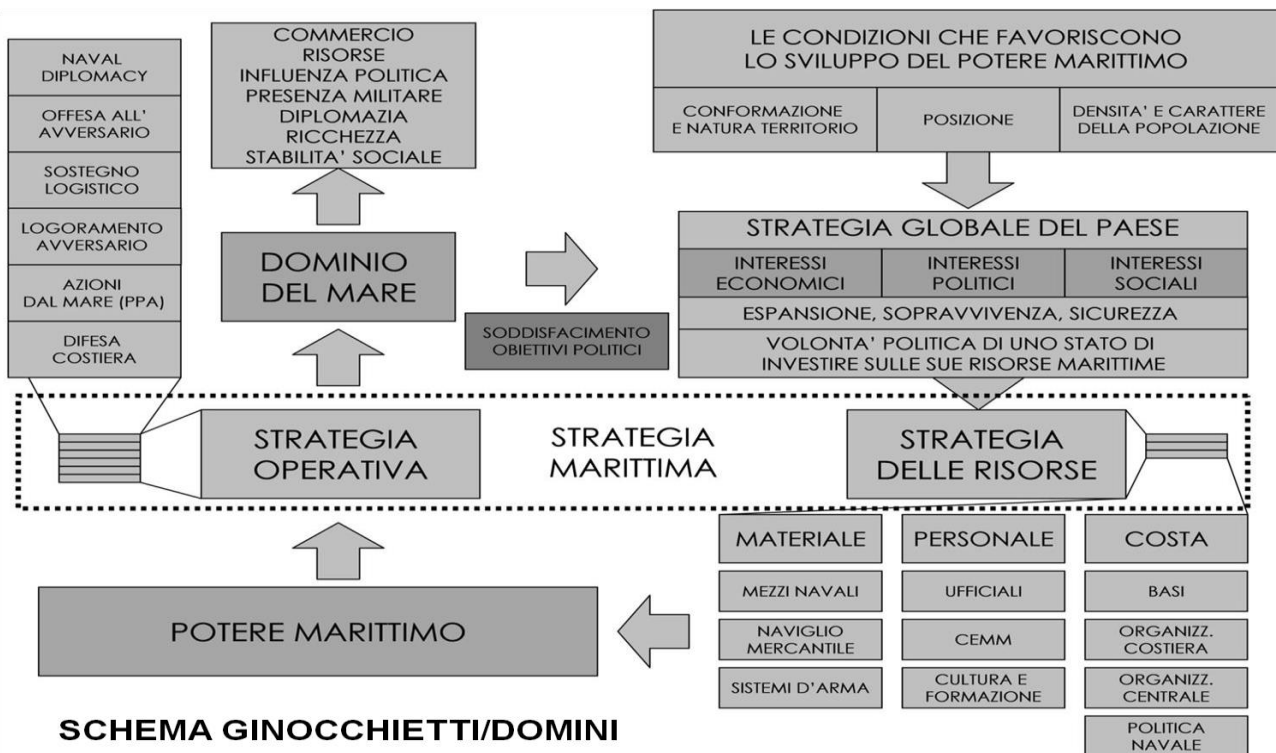 NAVAL
DIPLOMACY
OFFESA ALL'
AVVERSARIO
SOSTEGNO
LOGISTICO
LOGORAMENTO
AVVERSARIO
AZIONI
DAL MARE (PPA)
DIFESA
COSTIERA
COMMERCIO
RISORSE
INFLUENZA POLITICA
PRESENZA MILITARE
DIPLOMAZIA
RICCHEZZA
STABILITA' SOCIALE
DOMINIO
DEL MARE
SODDISFACIMENTO
OBIETTIVI POLITICI
LE CONDIZIONI CHE FAVORISCONO
LO SVILUPPO DEL POTERE MARITTIMO
CONFORMAZIONE
E NATURA TERRITORIO
POSIZIONE
DENSITA' E CARATTERE
DELLA POPOLAZIONE
STRATEGIA GLOBALE DEL PAESE
INTERESSI
ECONOMICI
INTERESSI
POLITICI
INTERESSI
SOCIALI
ESPANSIONE, SOPRAVVIVENZA, SICUREZZA
VOLONTA' POLITICA DI UNO STATO DI
INVESTIRE SULLE SUE RISORSE MARITTIME
STRATEGIA
OPERATIVA
STRATEGIA
MARITTIMA
STRATEGIA
DELLE RISORSE
MATERIALE
MEZZI NAVALI
NAVIGLIO
MERCANTILE
SISTEMI D'ARMA
PERSONALE
UFFICIALI
CEMM
CULTURA E
FORMAZIONE
COSTA
BASI
ORGANIZZ.
COSTIERA
ORGANIZZ.
CENTRALE
POLITICA
NAVALE
POTERE MARITTIMO
SCHEMA GINOCCHIETTI/DOMINI